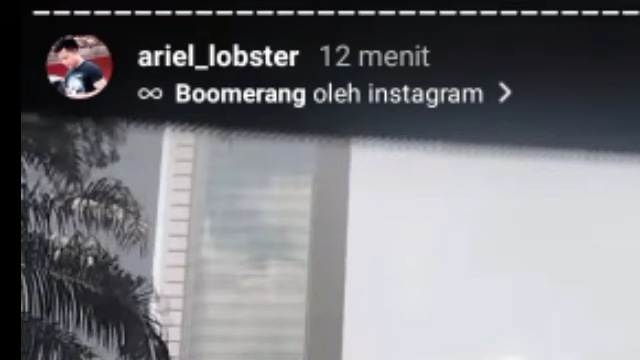 ariel_lobster 12 menit
∞ Boomerang oleh instagram >